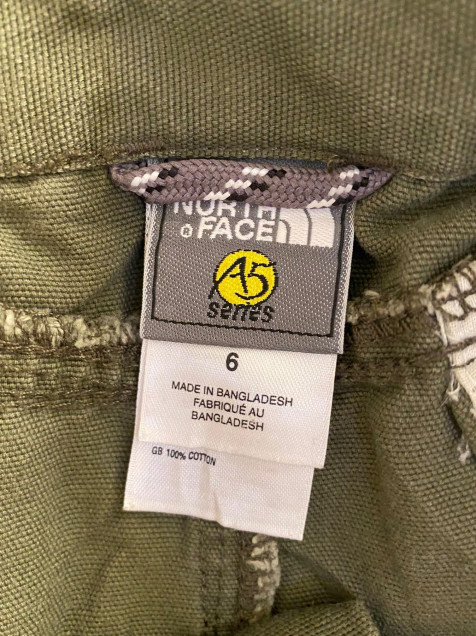 NORTH
® FACE
A5
series
6
MADE IN BANGLADESH
FABRIQUÉ AU
BANGLADESH
GB 100% COTTON